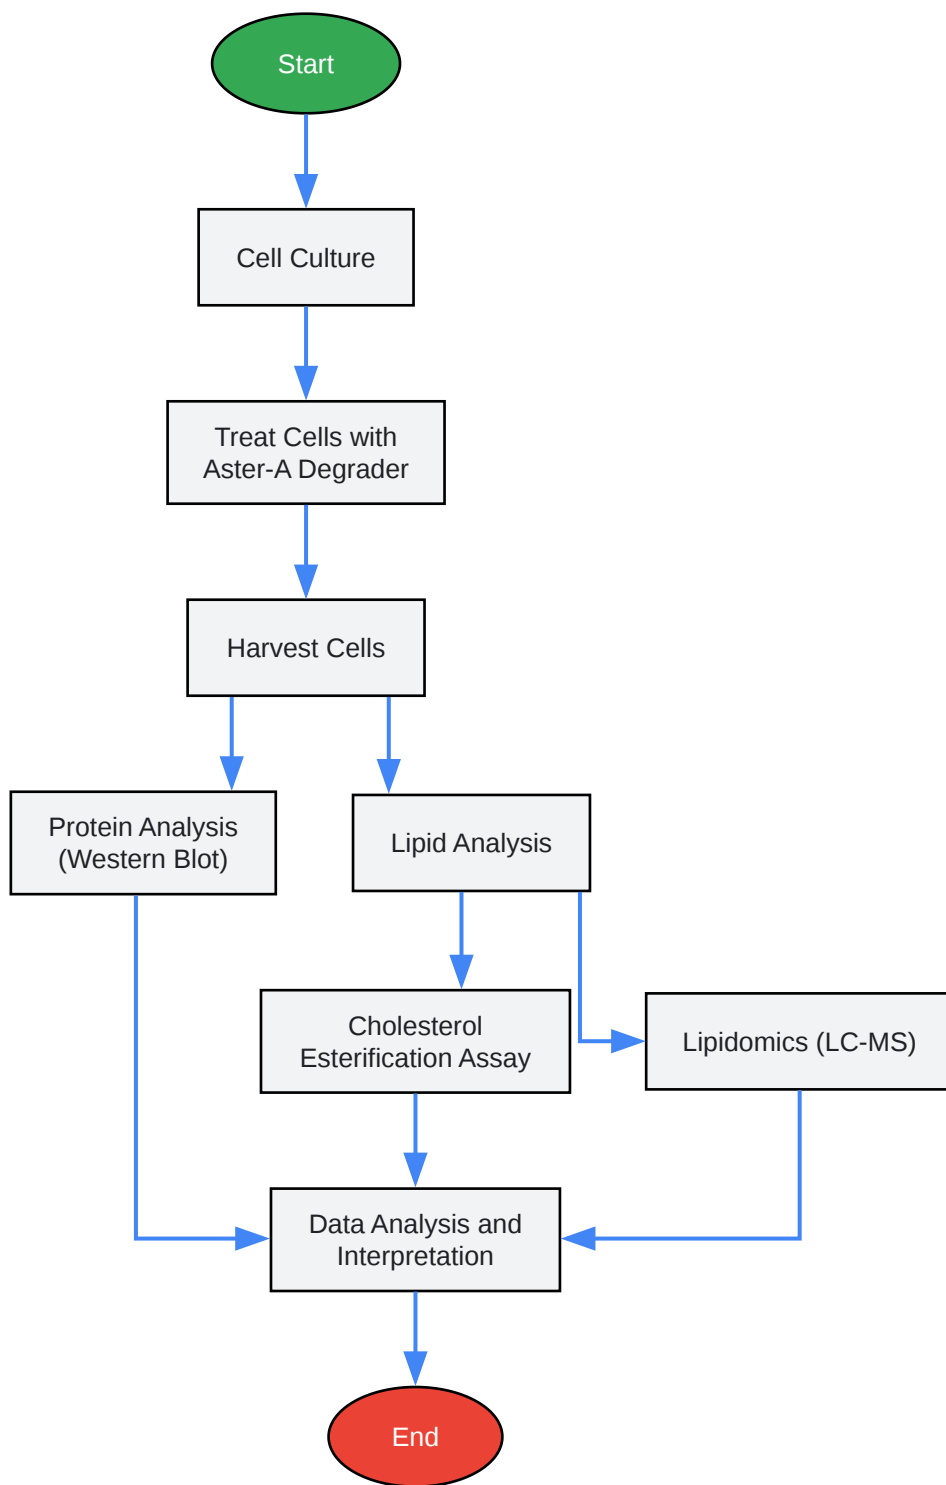 Start
Cell Culture
Treat Cells with
Aster-A Degrader
Harvest Cells
Protein Analysis
(Western Blot)
Lipid Analysis
Cholesterol
Esterification Assay
Lipidomics (LC-MS)
Data Analysis and
Interpretation
End